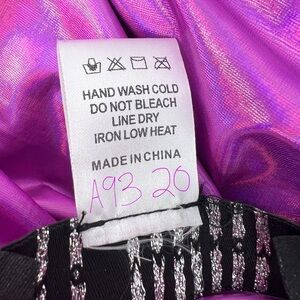 HAND WASH COLD
DO NOT BLEACH
LINE DRY
IRON LOW HEAT
MADE IN CHINA
A93 20